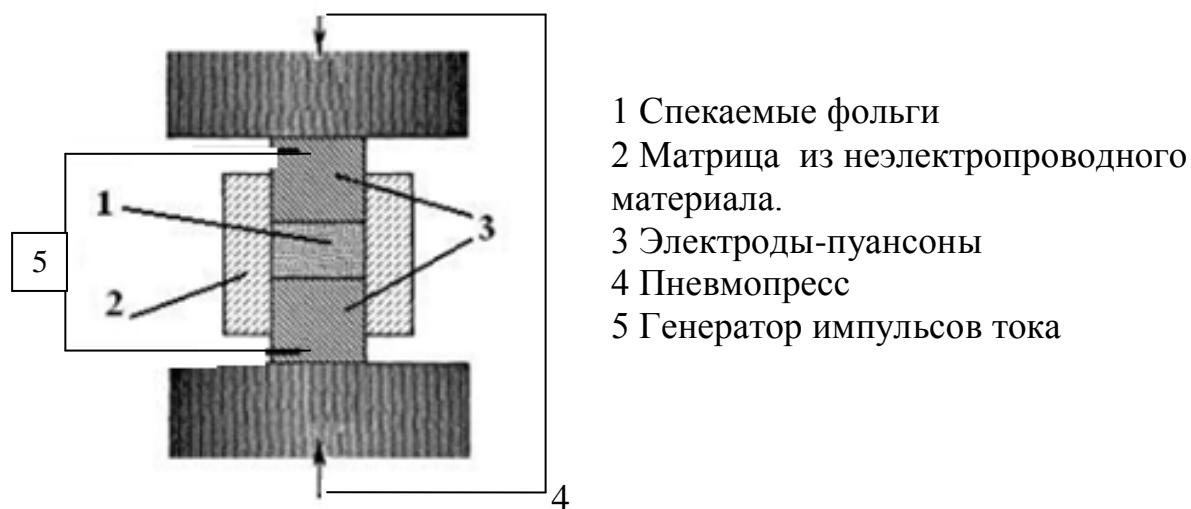 1 Спекаемые фольги
2 Матрица из неэлектропроводного
материала.
3 Электроды-пуансоны
4 Пневмопресс
5 Генератор импульсов тока
1
3
5
2
4